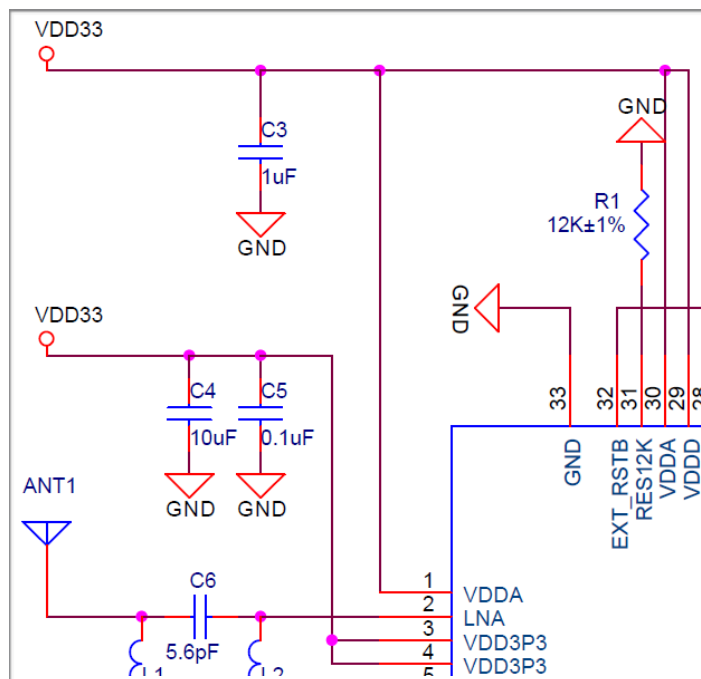 VDD33
C3
1uF
GND
GND
R1
12K±1%
GND
VDD33
C4
10uF
GND
C5
0.1uF
GND
33
32
31
30
29
28
GND
EXT_RSTB
RES12K
VDDA
VDDD
ANT1
C6
5.6pF
L1
L2
1
VDDA
2
LNA
3
VDD3P3
4
VDD3P3